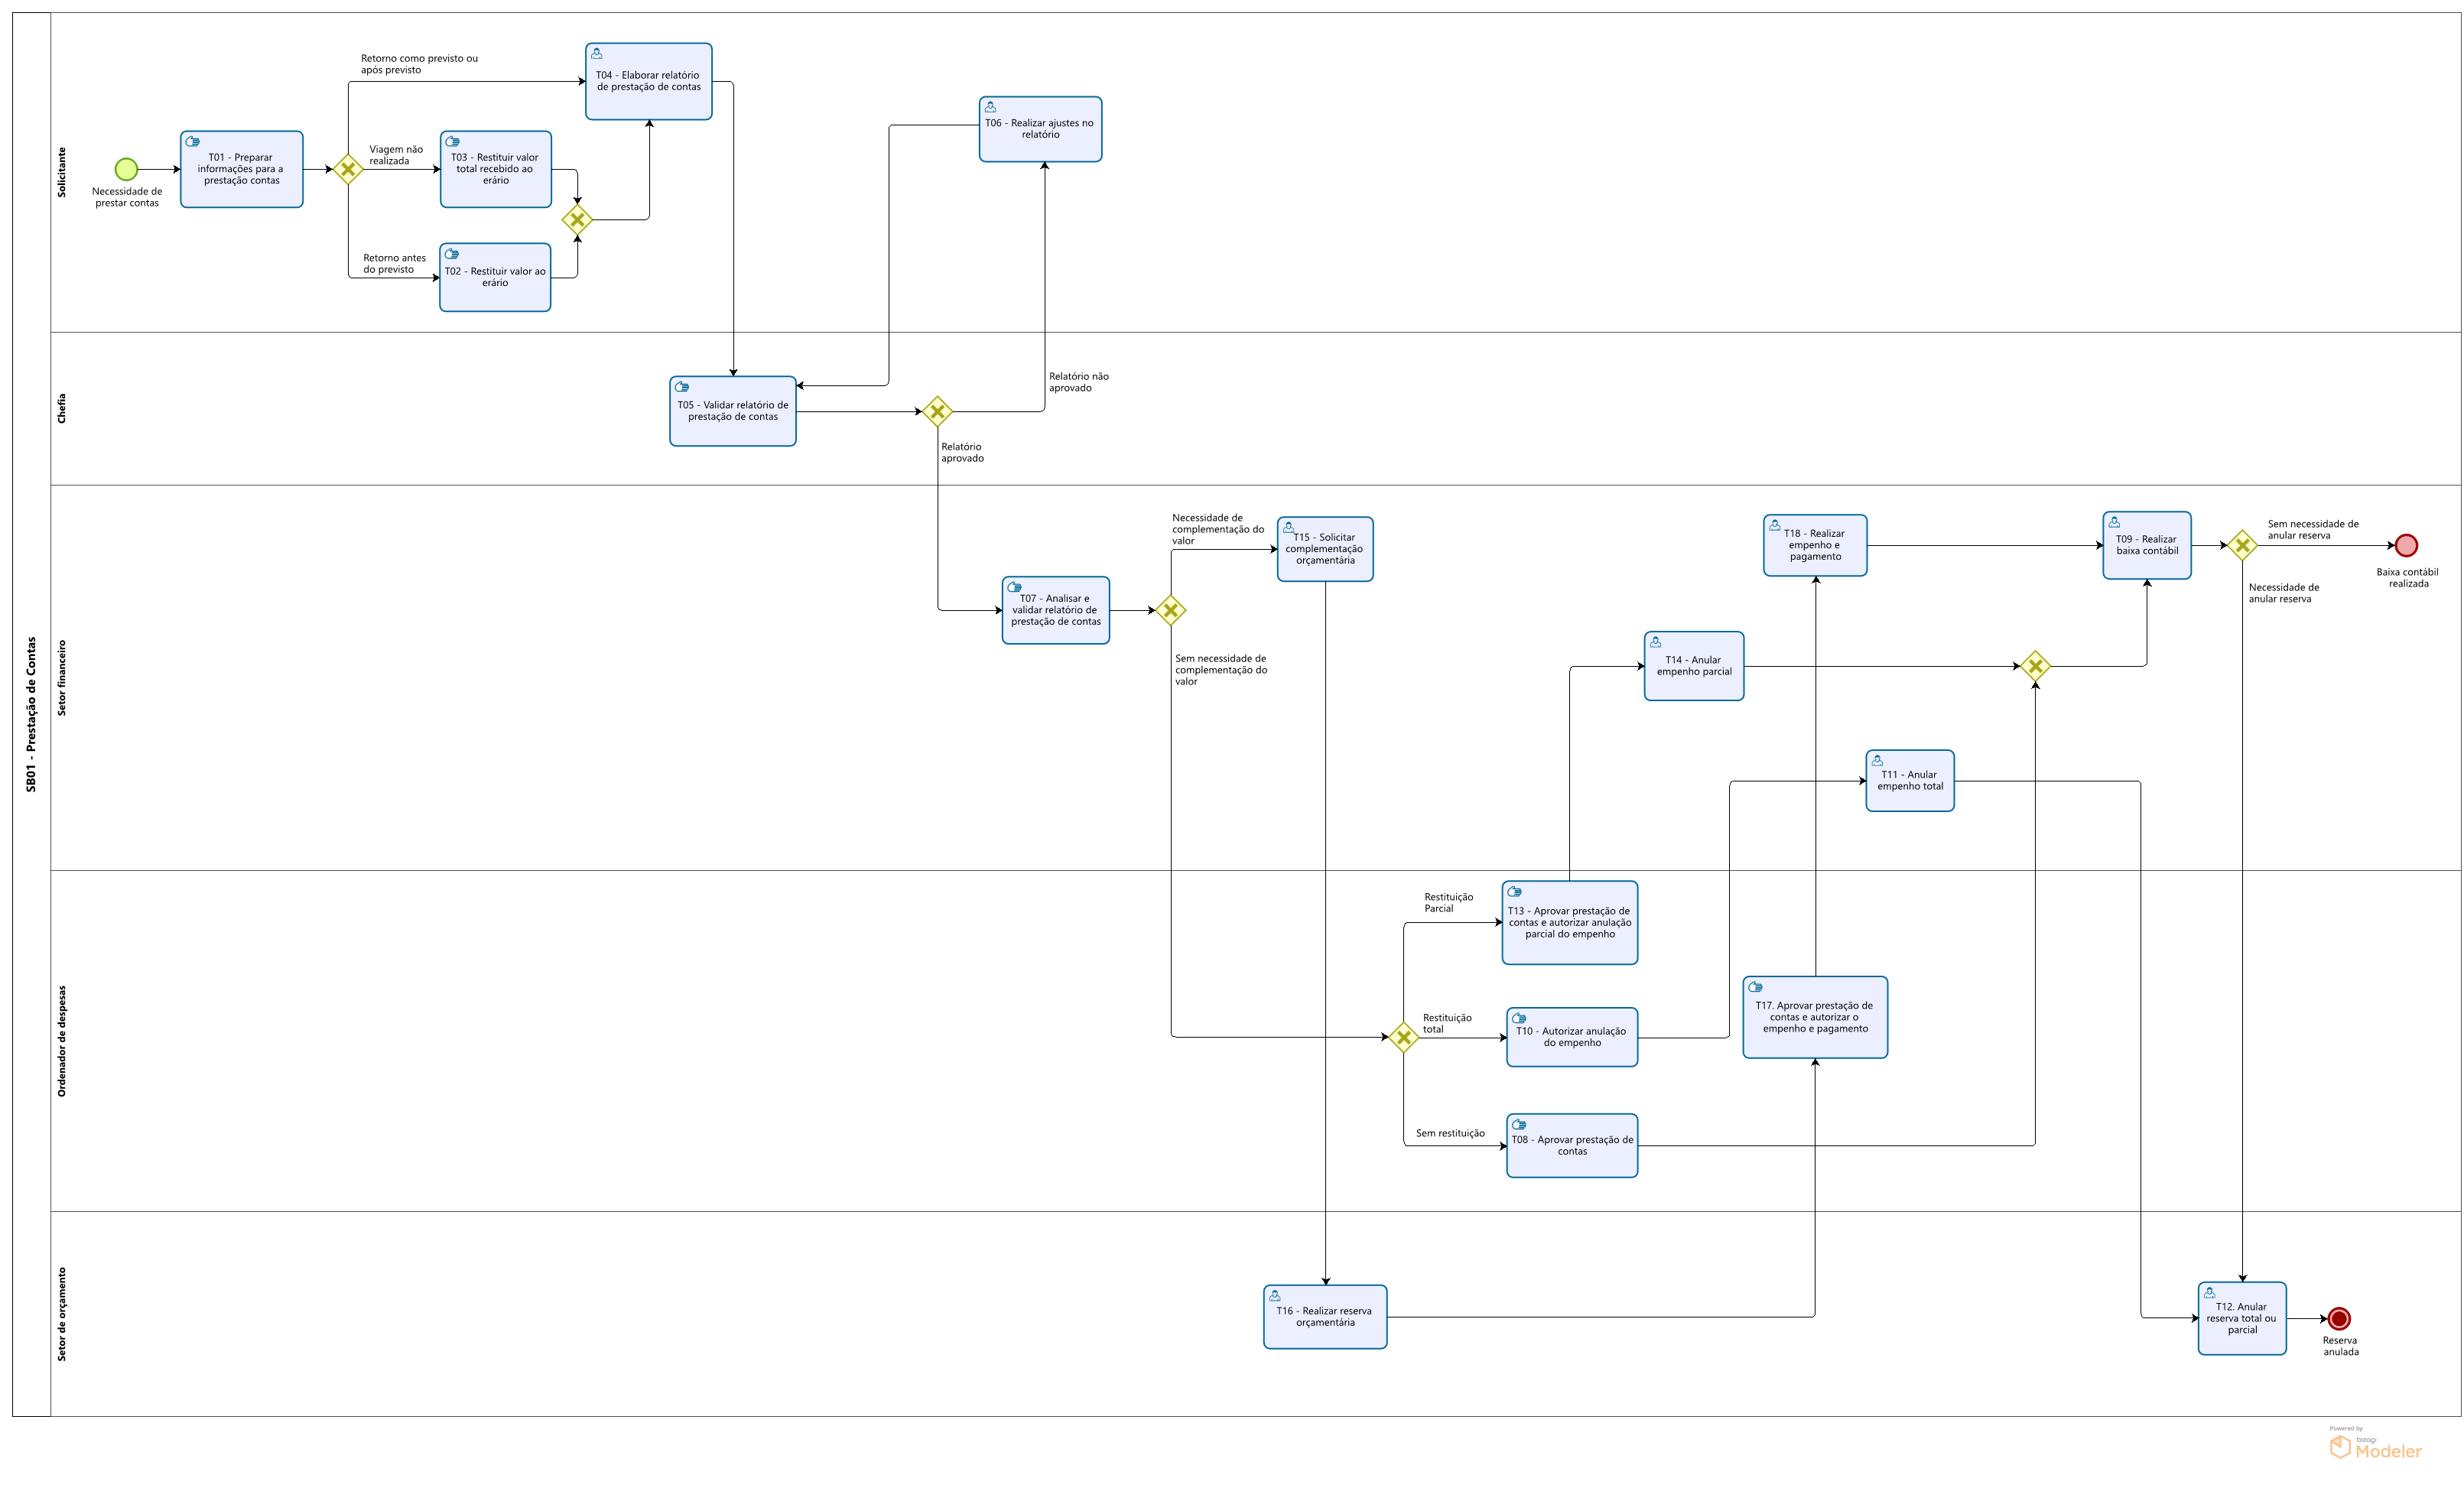 SB01 - Prestação de Contas
Solicitante
Necessidade de
prestar contas
T01 - Preparar
informações para a
prestação contas
Retorno como previsto ou
após previsto
Viagem não
realizada
Retorno antes
do previsto
T03 - Restituir valor
total recebido ao
erário
T02 - Restituir valor ao
erário
T04 - Elaborar relatório
de prestação de contas
T06 - Realizar ajustes no
relatório
Chefia
T05 - Validar relatório de
prestação de contas
Relatório não
aprovado
Relatório
aprovado
Setor financeiro
T07 - Analisar e
validar relatório de
prestação de contas
Necessidade de
complementação do
valor
Sem necessidade de
complementação do
valor
T15 - Solicitar
complementação
orçamentária
T18 - Realizar
empenho e
pagamento
T14 - Anular
empenho parcial
T11 - Anular
empenho total
T09 - Realizar
baixa contábil
Sem necessidade de
anular reserva
Necessidade de
anular reserva
Baixa contábil
realizada
Ordenador de despesas
Restituição
Parcial
Restituição
total
Sem restituição
T13 - Aprovar prestação de
contas e autorizar anulação
parcial do empenho
T10 - Autorizar anulação
do empenho
T08 - Aprovar prestação de
contas
T17. Aprovar prestação de
contas e autorizar o
empenho e pagamento
Setor de orçamento
T16 - Realizar reserva
orçamentária
T12. Anular
reserva total ou
parcial
Reserva
anulada
Powered by
bizagi
Modeler